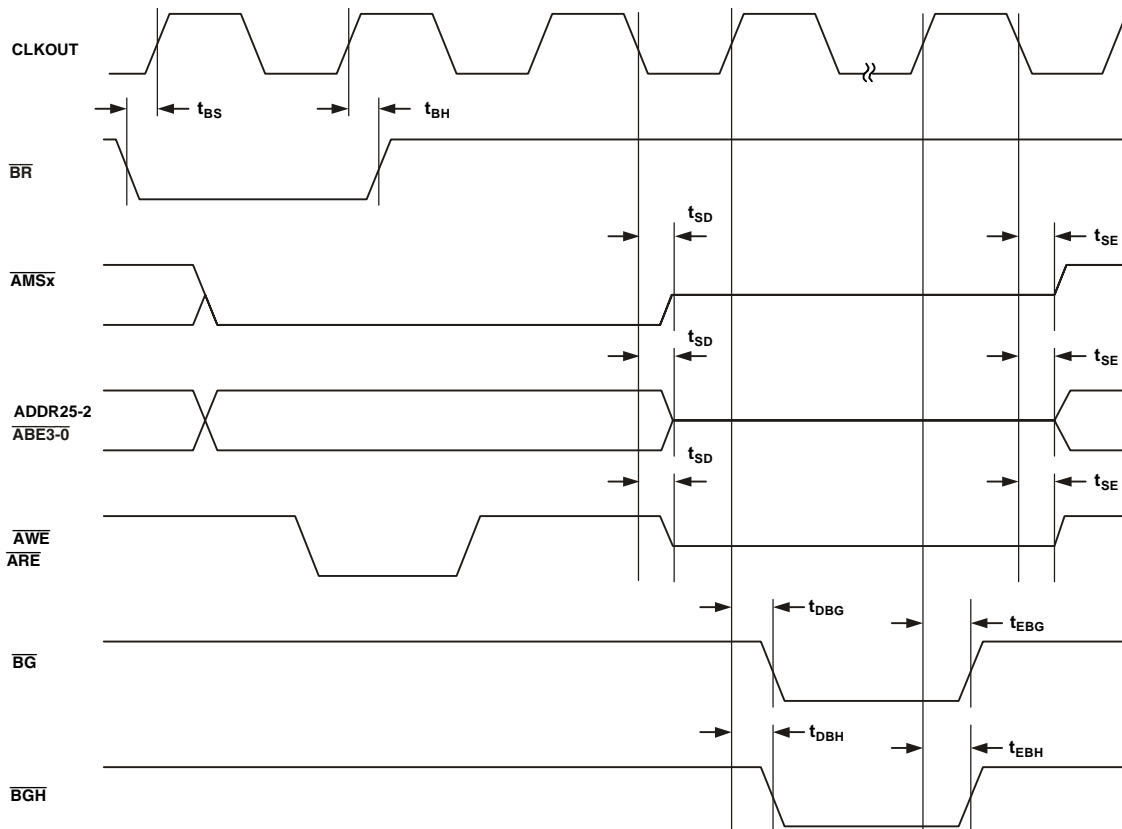 CLKOUT
tBS
tBH
BR
tSD
tSE
AMSx
tSD
tSE
ADDR25-2
ABE3-0
tSD
tSE
AWE
ARE
tDBG
tEBG
BG
tDBH
tEBH
BGH